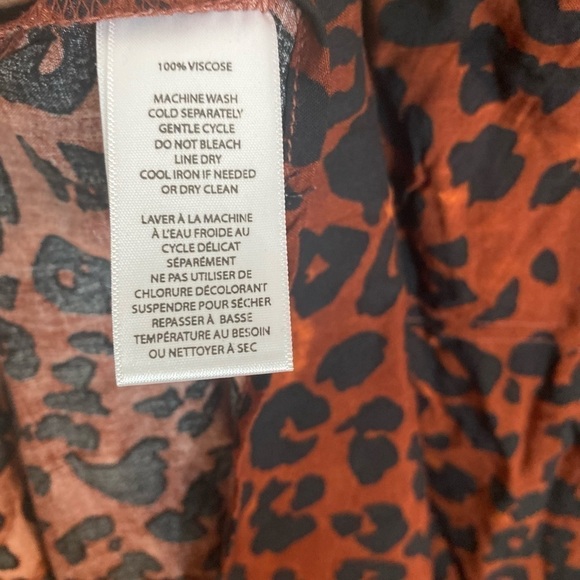 100% VISCOSE
MACHINE WASH
COLD SEPARATELY
GENTLE CYCLE
DO NOT BLEACH
LINE DRY
COOL IRON IF NEEDED
OR DRY CLEAN
LAVER À LA MACHINE
À L'EAU FROIDE AU
CYCLE DÉLICAT
SÉPARÉMENT
NE PAS UTILISER DE
CHLORURE DÉCOLORANT
SUSPENDRE POUR SÉCHER
REPASSER À BASSE
TEMPÉRATURE AU BESOIN
OU NETTOYER À SEC